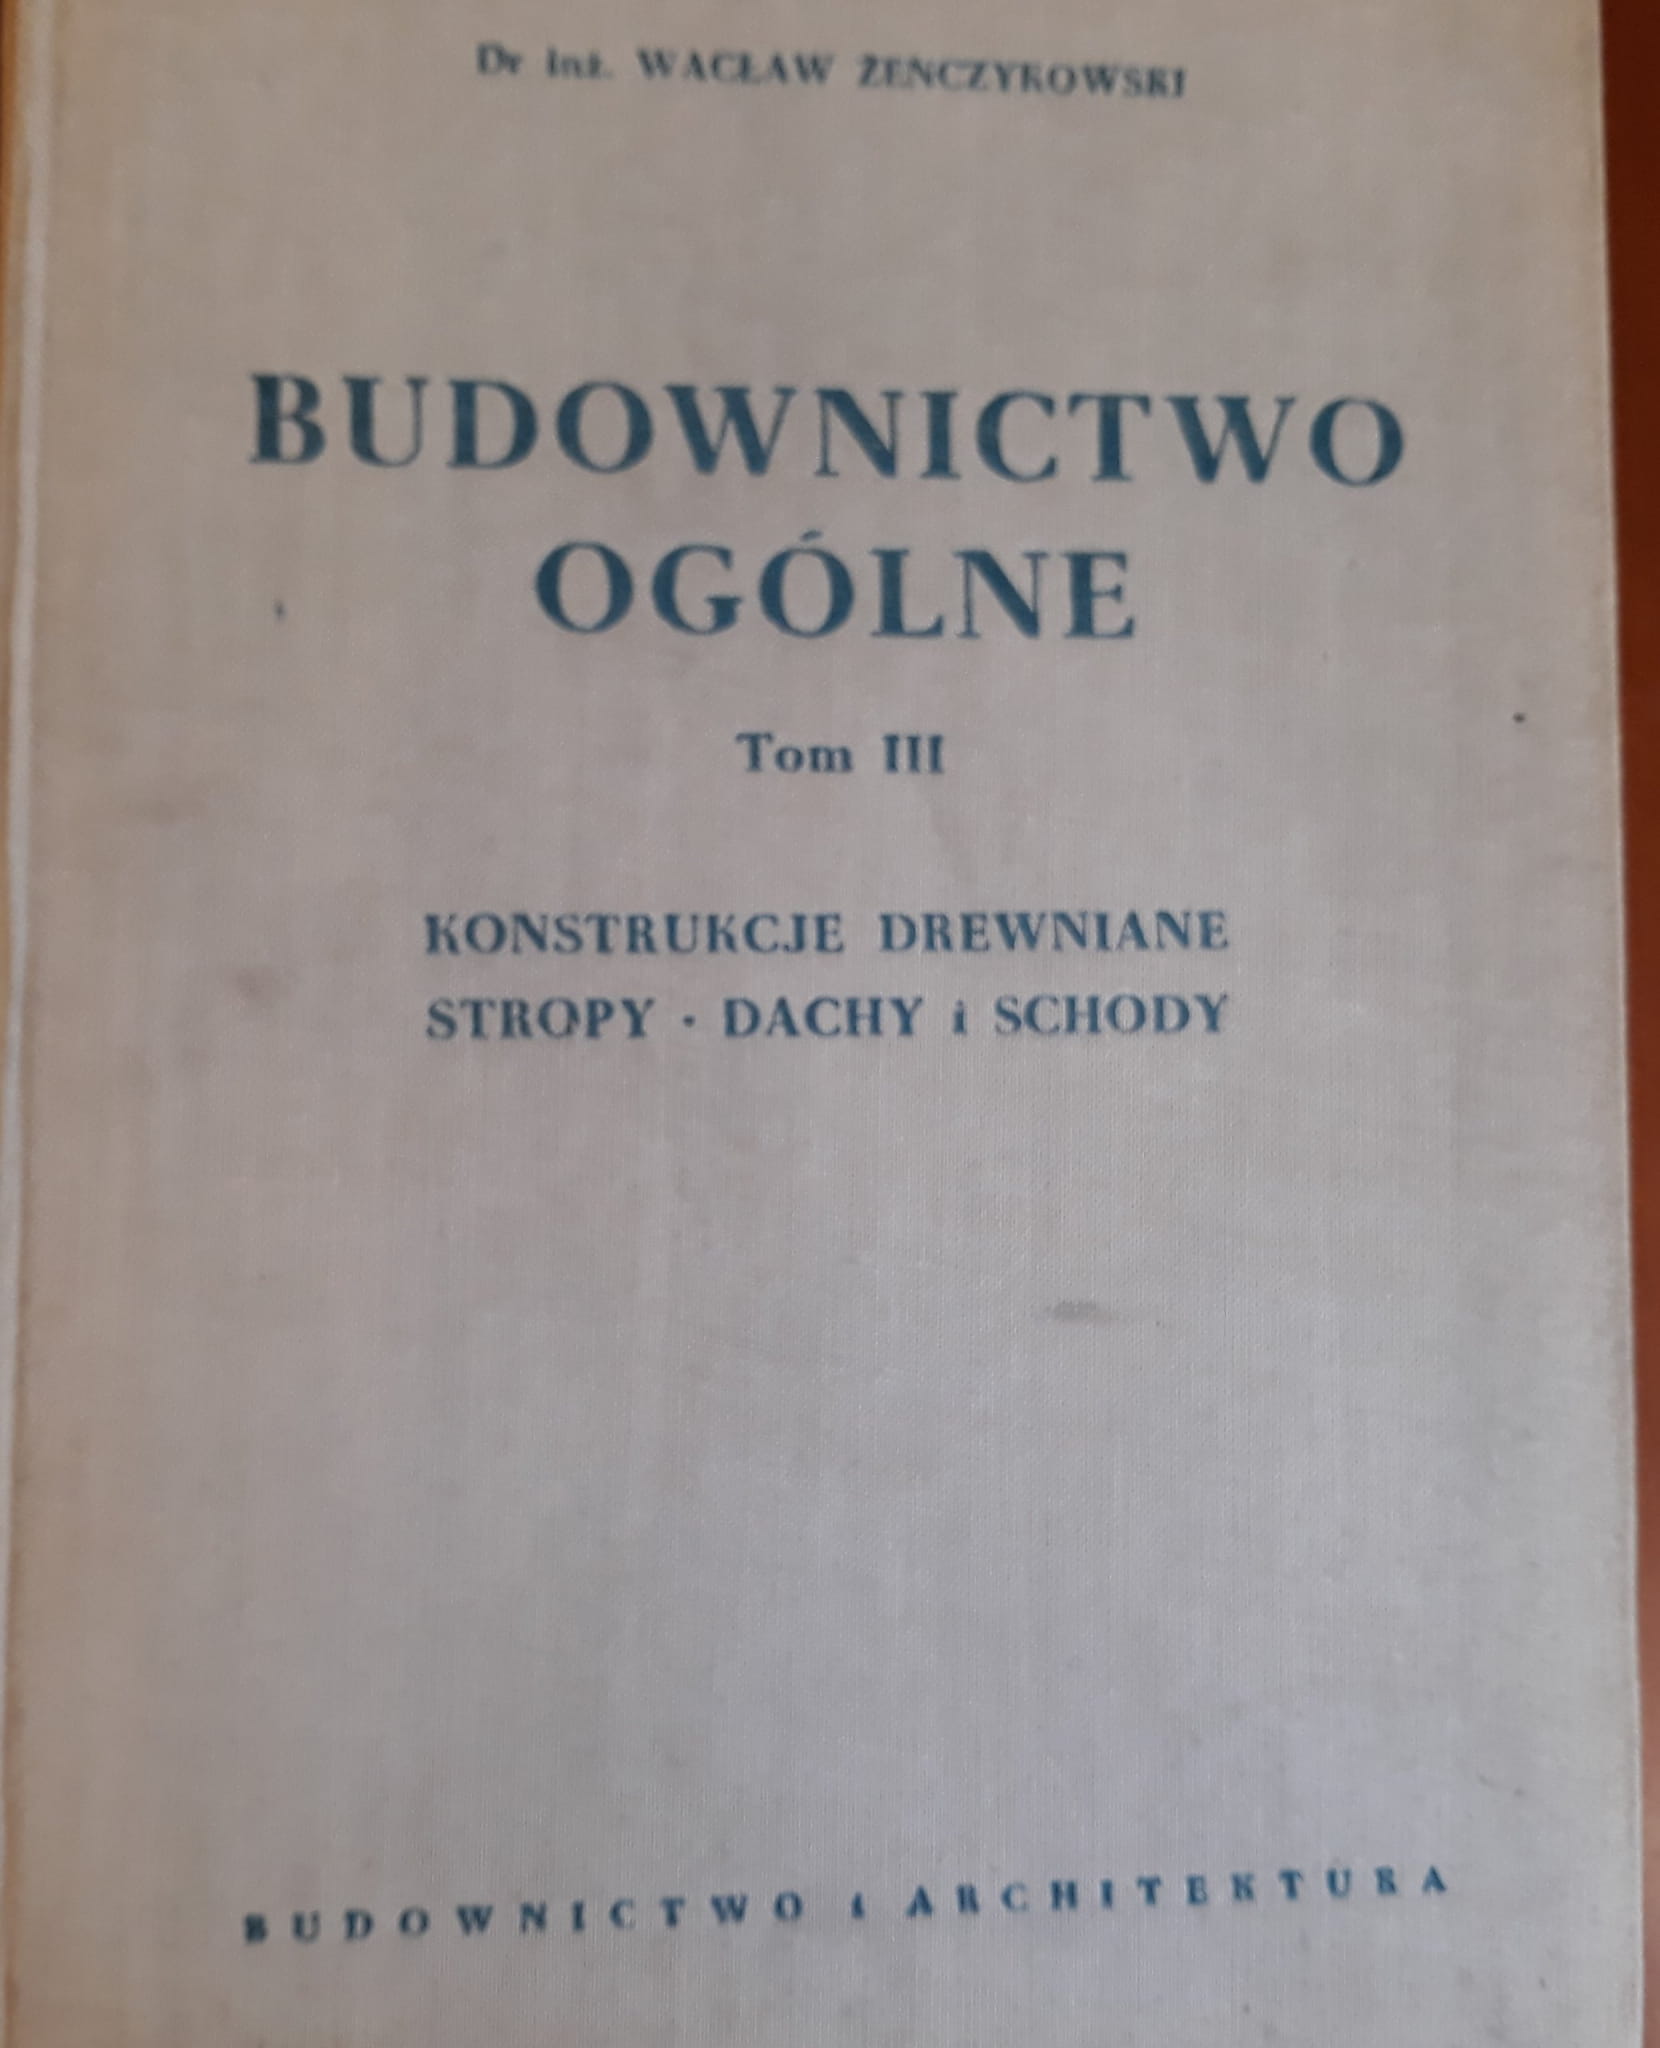 Dr Inż. WACŁAW ŻENCZYKOWSKI
BUDOWNICTWO
OGÓLNE
Tom III
KONSTRUKCJE DREWNIANE
STROPY · DACHY i SCHODY
BUDOWNICTWO i ARCHITEKTURA